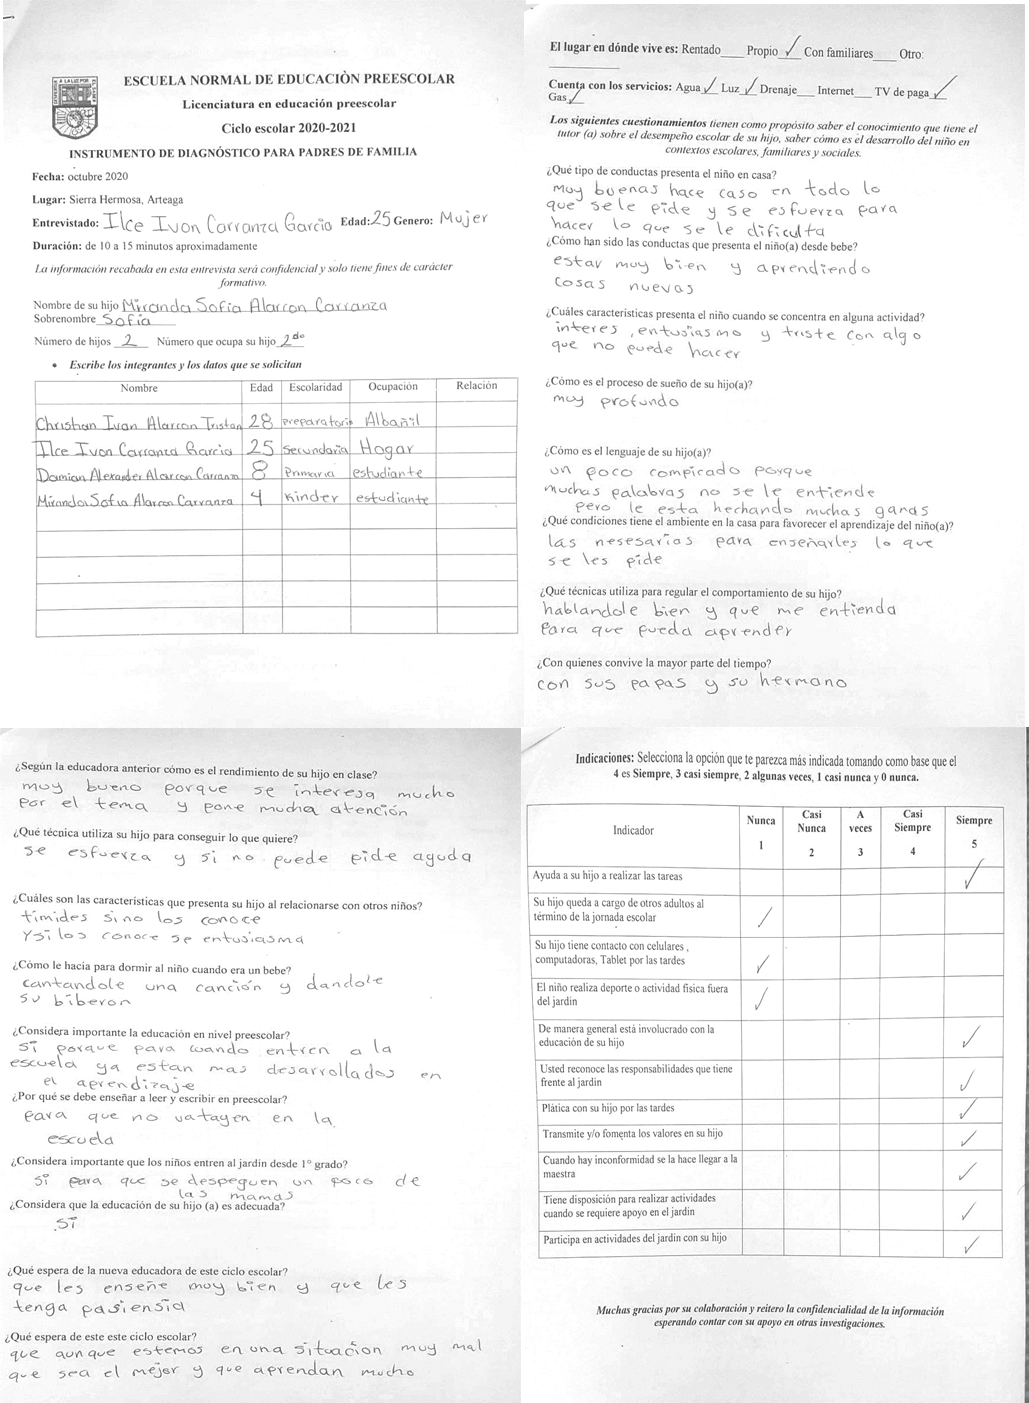 ESCUELA NORMAL DE EDUCACIÒN PREESCOLAR
Licenciatura en educación preescolar
Ciclo escolar 2020-2021
INSTRUMENTO DE DIAGNÓSTICO PARA PADRES DE FAMILIA
Fecha: octubre 2020
Lugar: Sierra Hermosa, Arteaga
Entrevistado: Ilce Ivon Carranza Garcia Edad: 25 Genero: Mujer
Duración: de 10 a 15 minutos aproximadamente
La información recabada en esta entrevista será confidencial y solo tiene fines de carácter
formativo.
Nombre de su hijo Miranda Sofia Alarcon Carranza
Sobrenombre Sofia
Número de hijos 2 Número que ocupa su hijo 2do
• Escribe los integrantes y los datos que se solicitan
Nombre Edad Escolaridad Ocupación Relación
Christian Ivan Alarcon Tristan 28 preparatoria Albañil
Ilce Ivon Carranza Garcia 25 Secundaria Hogar
Damian Alexander Alarcon Carranza 8 Primaria estudiante
Miranda Sofia Alarcon Carranza 4 kinder estudiante
El lugar en dónde vive es: Rentado____ Propio ✓ Con familiares____ Otro:
Cuenta con los servicios: Agua ✓ Luz ✓ Drenaje___ Internet___ TV de paga ✓
Gas ✓
Los siguientes cuestionamientos tienen como propósito saber el conocimiento que tiene el
tutor (a) sobre el desempeño escolar de su hijo, saber cómo es el desarrollo del niño en
contextos escolares, familiares y sociales.
¿Qué tipo de conductas presenta el niño en casa?
Muy buenas hace caso en todo lo
que se le pide y se esfuerza para
hacer lo que se le dificulta
¿Cómo han sido las conductas que presenta el niño(a) desde bebe?
estar muy bien y aprendiendo
cosas nuevas
¿Cuáles características presenta el niño cuando se concentra en alguna actividad?
interes, entusiasmo y triste con algo
que no puede hacer
¿Cómo es el proceso de sueño de su hijo(a)?
muy profundo
¿Cómo es el lenguaje de su hijo(a)?
un poco compicado porque
muchas palabras no se le entiende
pero le esta hechando muchas garas
¿Qué condiciones tiene el ambiente en la casa para favorecer el aprendizaje del niño(a)?
las nesesarias para enseñarles lo que
se les pide
¿Qué técnicas utiliza para regular el comportamiento de su hijo?
hablandole bien y que me entienda
para que pueda aprender
¿Con quienes convive la mayor parte del tiempo?
con sus papas y su hermano
¿Según la educadora anterior cómo es el rendimiento de su hijo en clase?
muy bueno porque se interesa mucho
por el tema y pone mucha atención
¿Qué técnica utiliza su hijo para conseguir lo que quiere?
se esfuerza y si no puede pide ayuda
¿Cuáles son las características que presenta su hijo al relacionarse con otros niños?
timides si no los conoce
Y si los conoce se entusiasma
¿Cómo le hacía para dormir al niño cuando era un bebe?
cantandole una canción y dandole
su biberon
¿Considera importante la educación en nivel preescolar?
si porque para cuando entren a la
escuela ya estan mas desarrollados en
el aprendizaje
¿Por qué se debe enseñar a leer y escribir en preescolar?
para que no vatayen en la
escuela
¿Considera importante que los niños entren al jardín desde 1° grado?
si para que se despeguen un poco de
las mamas
¿Considera que la educación de su hijo (a) es adecuada?
si
¿Qué espera de la nueva educadora de este ciclo escolar?
que les enseñe muy bien y que les
tenga pasiensia
¿Qué espera de este este ciclo escolar?
que aunque estemos en una situación muy mal
que sea el mejor y que aprendan mucho
Indicaciones: Selecciona la opción que te parezca más indicada tomando como base que el
4 es Siempre, 3 casi siempre, 2 algunas veces, 1 casi nunca y 0 nunca.
Indicador Nunca 1 Casi Nunca 2 A veces 3 Casi Siempre 4 Siempre 5
Ayuda a su hijo a realizar las tareas ✓
Su hijo queda a cargo de otros adultos al
término de la jornada escolar ✓
Su hijo tiene contacto con celulares ,
computadoras, Tablet por las tardes ✓
El niño realiza deporte o actividad física fuera
del jardín ✓
De manera general está involucrado con la
educación de su hijo ✓
Usted reconoce las responsabilidades que tiene
frente al jardín ✓
Plática con su hijo por las tardes ✓
Transmite y/o fomenta los valores en su hijo ✓
Cuando hay inconformidad se la hace llegar a la
maestra ✓
Tiene disposición para realizar actividades
cuando se requiere apoyo en el jardín ✓
Participa en actividades del jardín con su hijo ✓
Muchas gracias por su colaboración y reitero la confidencialidad de la información
esperando contar con su apoyo en otras investigaciones.